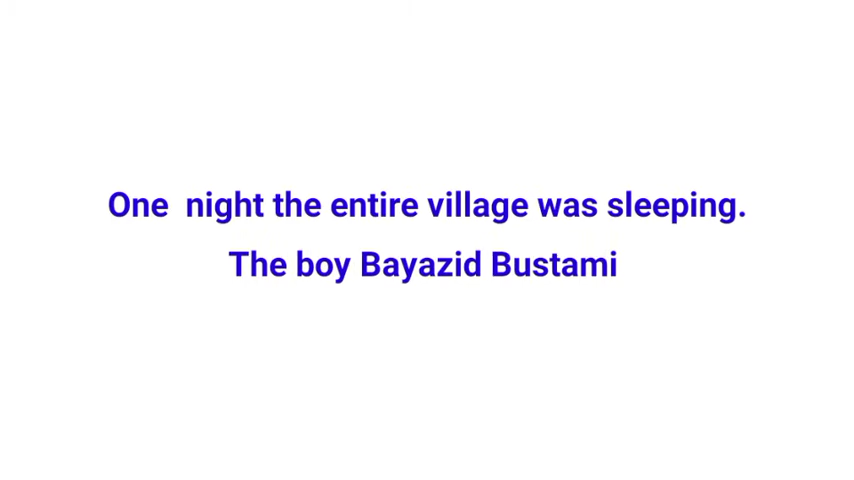 One  night the entire village was sleeping.
The boy Bayazid Bustami